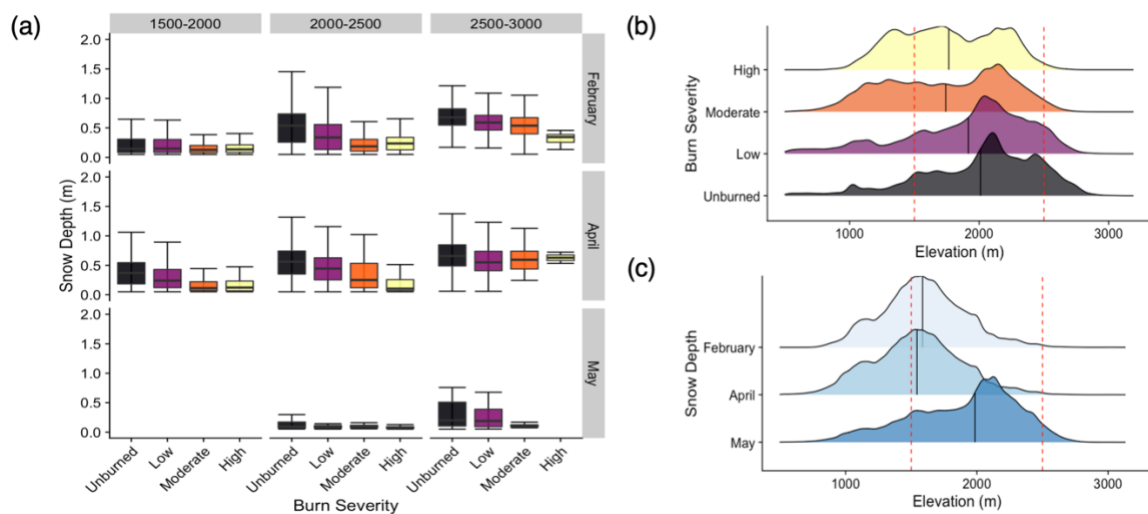 (a)
1500-2000 2000-2500 2500-3000
2.0
1.5
1.0
0.5
0.0
February
2.0
1.5
1.0
0.5
0.0
April
2.0
1.5
1.0
0.5
0.0
May
Snow Depth (m)
Unburned Low Moderate High Unburned Low Moderate High Unburned Low Moderate High
Burn Severity
(b)
Burn Severity
High
Moderate
Low
Unburned
1000 2000 3000
Elevation (m)
(c)
Snow Depth
February
April
May
1000 2000 3000
Elevation (m)